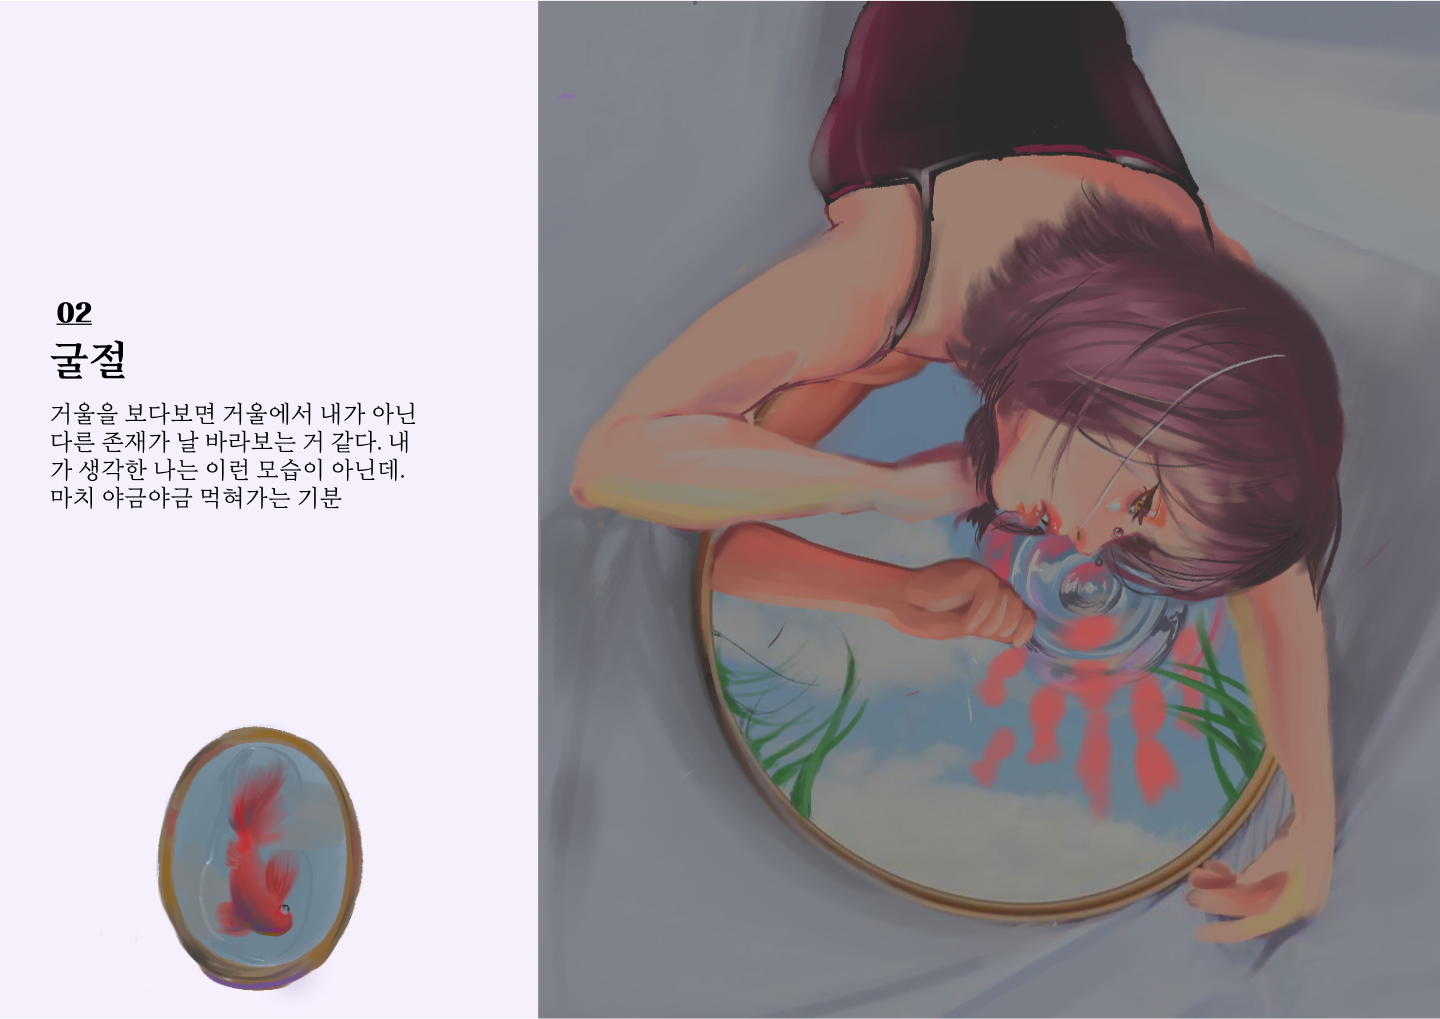 02
굴절
거울을 보다보면 거울에서 내가 아닌
다른 존재가 날 바라보는 거 같다. 내
가 생각한 나는 이런 모습이 아닌데.
마치 야금야금 먹혀가는 기분